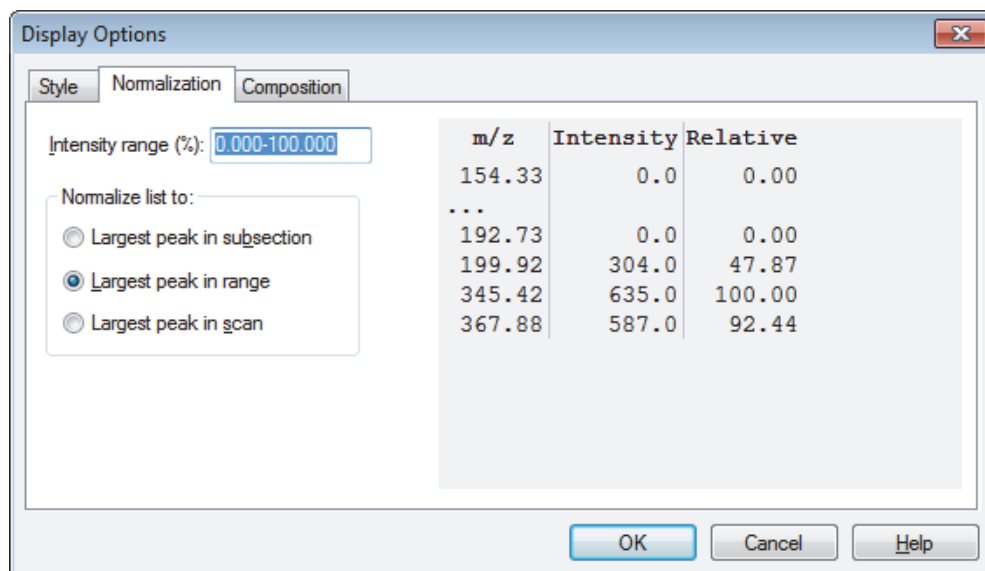 Display Options
Style Normalization Composition
Intensity range (%): 0.000-100.000
Normalize list to:
Largest peak in subsection
Largest peak in range
Largest peak in scan
m/z Intensity Relative
154.33 0.0 0.00
...
192.73 0.0 0.00
199.92 304.0 47.87
345.42 635.0 100.00
367.88 587.0 92.44
OK Cancel Help